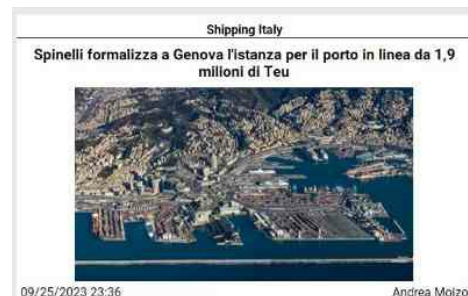 Shipping Italy
Spinelli formalizza a Genova l'istanza per il porto in linea da 1,9
milioni di Teu
09/25/2023 23:36
Andrea Moizo